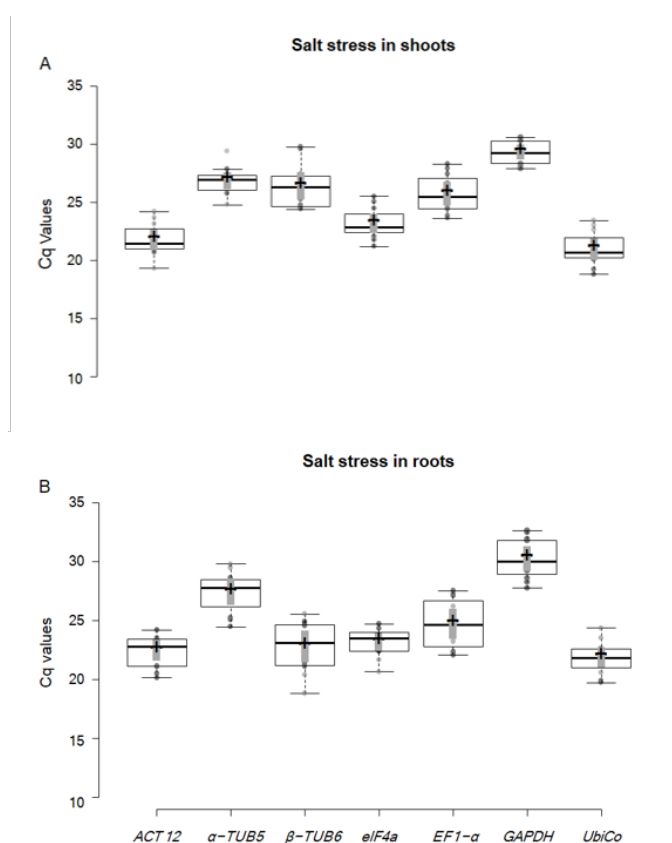 Salt stress in shoots
A
35
30
25
20
15
10
Cq Values
Salt stress in roots
B
35
30
25
20
15
10
Cq values
ACT 12 α-TUB5 β-TUB6 eIF4a EF1-α GAPDH UbiCo